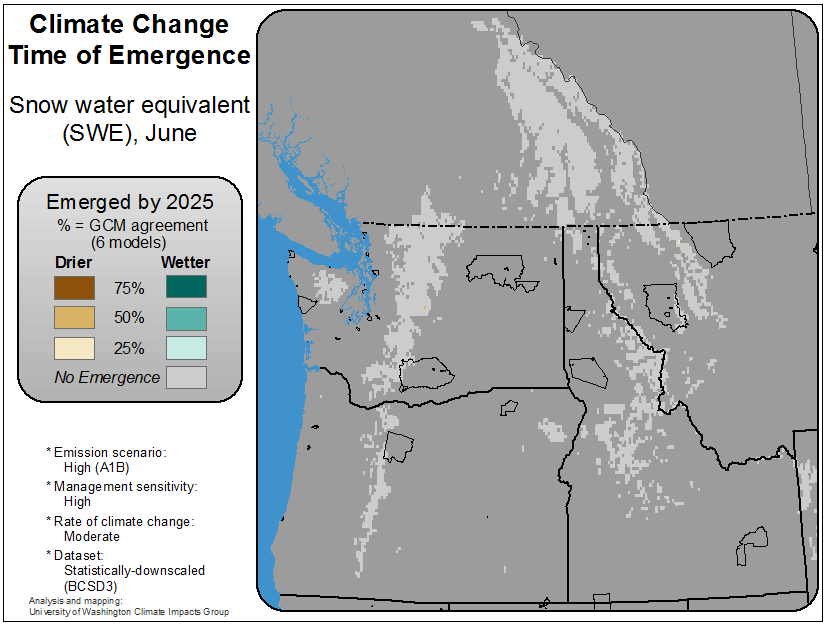 Climate Change
Time of Emergence
Snow water equivalent
(SWE), June
Emerged by 2025
% = GCM agreement
(6 models)
Drier Wetter
75%
50%
25%
No Emergence
* Emission scenario:
High (A1B)
* Management sensitivity:
High
* Rate of climate change:
Moderate
* Dataset:
Statistically-downscaled
(BCSD3)
Analysis and mapping:
University of Washington Climate Impacts Group